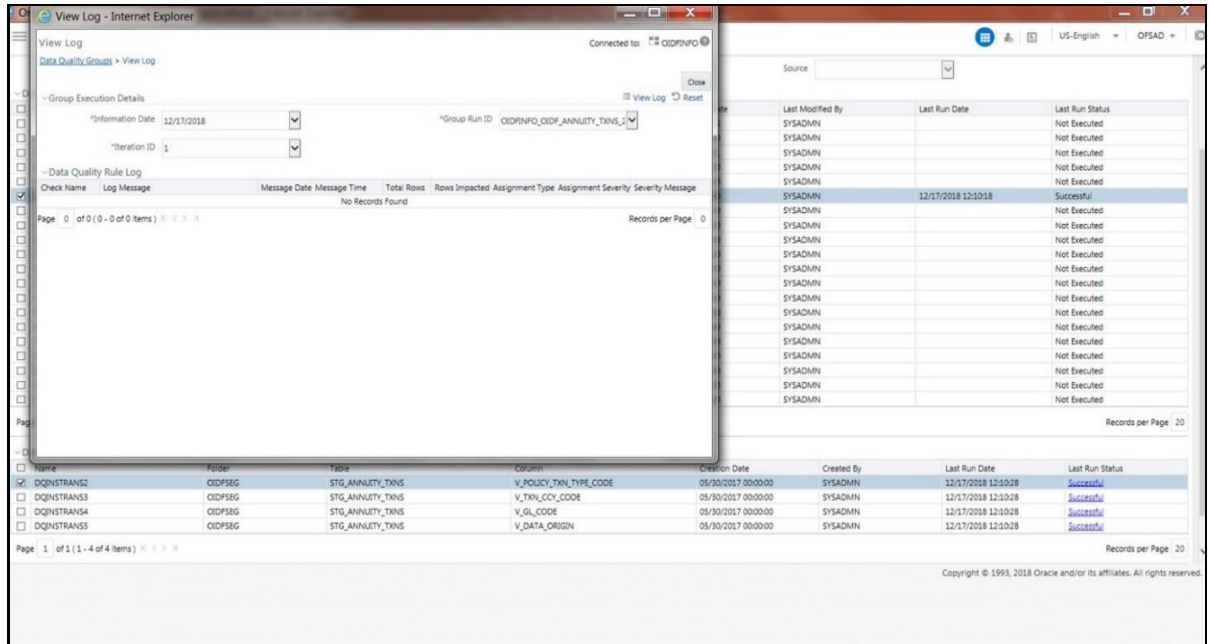 View Log - Internet Explorer
View Log
Connected to: OIDFINFO
Data Quality Groups > View Log
Close
Group Execution Details
View Log Reset
*Information Date 12/17/2018
*Group Run ID OIDFINFO_OIDF_ANNUITY_TXNS_
*Iteration ID 1
Data Quality Rule Log
Check Name Log Message Message Date Message Time Total Rows Rows Impacted Assignment Type Assignment Severity Severity Message
No Records Found
Page 0 of 0 ( 0 - 0 of 0 items )
Records per Page 0
US-English OFSAD
Source
Last Modified By Last Run Date Last Run Status
SYSADMN Not Executed
SYSADMN Not Executed
SYSADMN Not Executed
SYSADMN Not Executed
SYSADMN Not Executed
SYSADMN 12/17/2018 12:10:18 Successful
SYSADMN Not Executed
SYSADMN Not Executed
SYSADMN Not Executed
SYSADMN Not Executed
SYSADMN Not Executed
SYSADMN Not Executed
SYSADMN Not Executed
SYSADMN Not Executed
SYSADMN Not Executed
SYSADMN Not Executed
SYSADMN Not Executed
SYSADMN Not Executed
SYSADMN Not Executed
SYSADMN Not Executed
Records per Page 20
Name Folder Table Column Creation Date Created By Last Run Date Last Run Status
DQINSTRANS2 OIDFSEG STG_ANNUITY_TXNS V_POLICY_TXN_TYPE_CODE 05/30/2017 00:00:00 SYSADMN 12/17/2018 12:10:28 Successful
DQINSTRANS3 OIDFSEG STG_ANNUITY_TXNS V_TXN_CCY_CODE 05/30/2017 00:00:00 SYSADMN 12/17/2018 12:10:28 Successful
DQINSTRANS4 OIDFSEG STG_ANNUITY_TXNS V_GL_CODE 05/30/2017 00:00:00 SYSADMN 12/17/2018 12:10:28 Successful
DQINSTRANS5 OIDFSEG STG_ANNUITY_TXNS V_DATA_ORIGIN 05/30/2017 00:00:00 SYSADMN 12/17/2018 12:10:28 Successful
Page 1 of 1 ( 1 - 4 of 4 items )
Records per Page 20
Copyright © 1993, 2018 Oracle and/or its affiliates. All rights reserved.